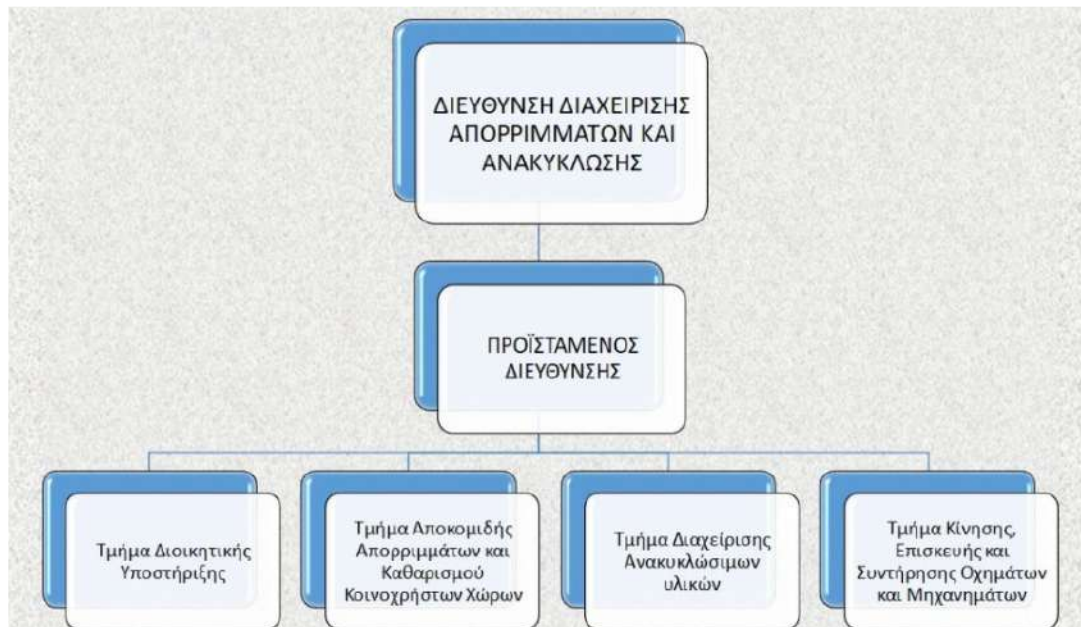 ΔΙΕΥΘΥΝΣΗ ΔΙΑΧΕΙΡΙΣΗΣ
ΑΠΟΡΡΙΜΜΑΤΩΝ ΚΑΙ
ΑΝΑΚΥΚΛΩΣΗΣ
ΠΡΟΪΣΤΑΜΕΝΟΣ
ΔΙΕΥΘΥΝΣΗΣ
Τμήμα Διοικητικής
Υποστήριξης
Τμήμα Αποκομιδής
Απορριμμάτων και
Καθαρισμού
Κοινοχρήστων Χώρων
Τμήμα Διαχείρισης
Ανακυκλώσιμων
υλικών
Τμήμα Κίνησης,
Επισκευής και
Συντήρησης Οχημάτων
και Μηχανημάτων